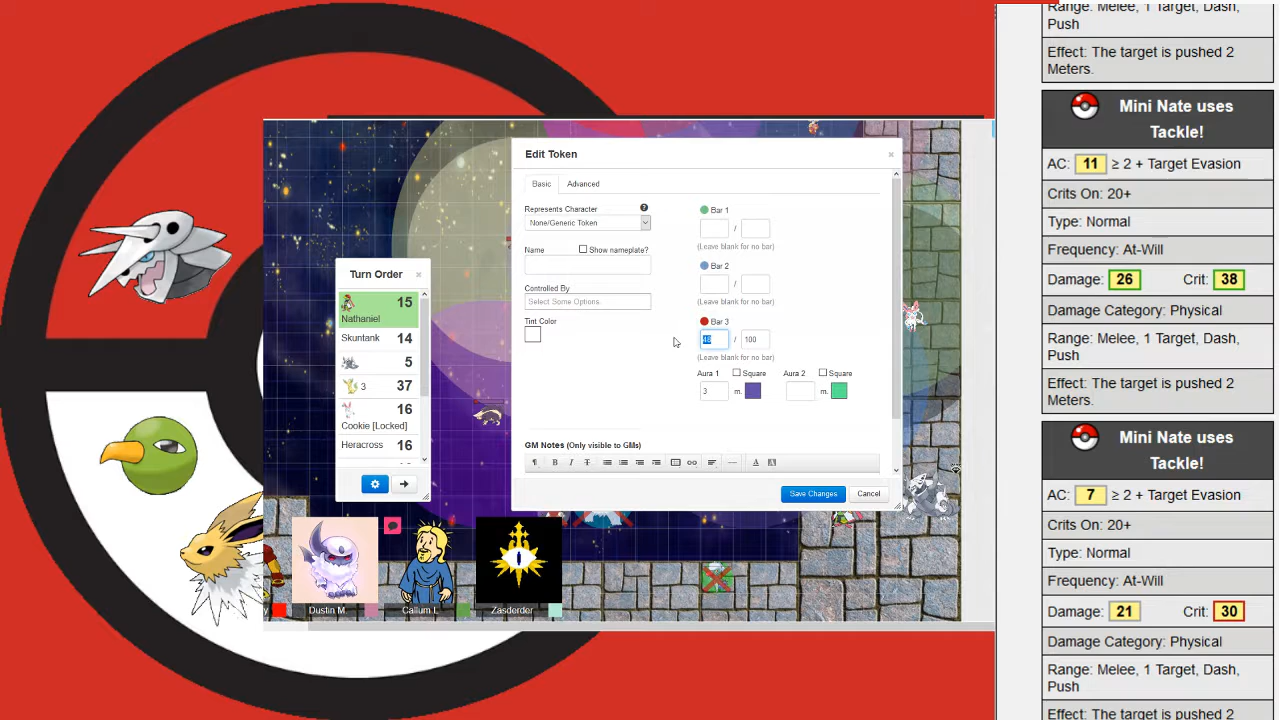 Range: Melee, 1 Target, Dash,
Push
Effect: The target is pushed 2
Meters.
Mini Nate uses
Tackle!
AC: 11 ≥ 2 + Target Evasion
Crits On: 20+
Type: Normal
Frequency: At-Will
Damage: 26 Crit: 38
Damage Category: Physical
Range: Melee, 1 Target, Dash,
Push
Effect: The target is pushed 2
Meters.
Mini Nate uses
Tackle!
AC: 7 ≥ 2 + Target Evasion
Crits On: 20+
Type: Normal
Frequency: At-Will
Damage: 21 Crit: 30
Damage Category: Physical
Range: Melee, 1 Target, Dash,
Push
Effect: The target is pushed 2
Edit Token
Basic Advanced
Represents Character
None/Generic Token
Name Show nameplate?
Controlled By
Select Some Options
Tint Color
Bar 1
/
(Leave blank for no bar)
Bar 2
/
(Leave blank for no bar)
Bar 3
48 / 100
(Leave blank for no bar)
Aura 1 Square Aura 2 Square
3 m. m.
GM Notes (Only visible to GMs)
Save Changes Cancel
Turn Order
15
Nathaniel
Skuntank 14
5
3 37
16
Cookie [Locked]
Heracross 16
Dustin M.
Callum L.
Zasderder